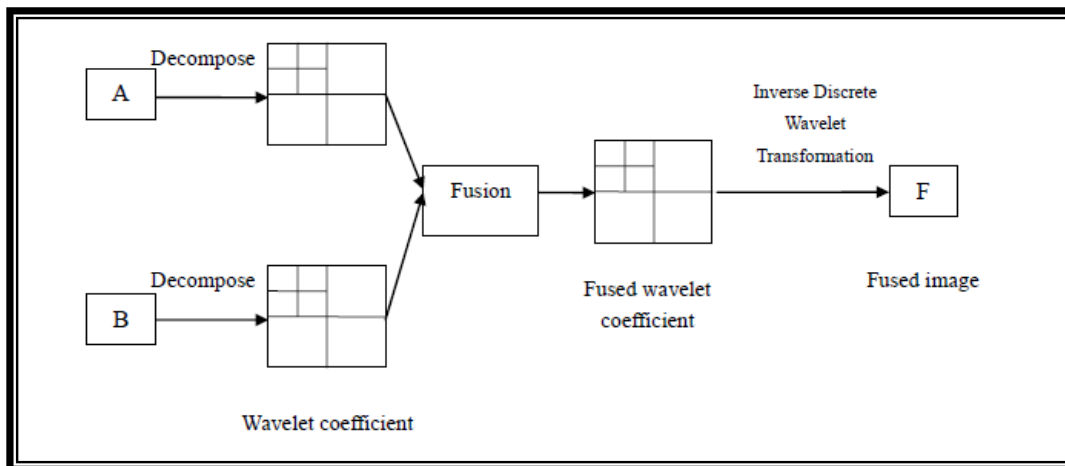 Decompose
A
Inverse Discrete
Wavelet
Transformation
Fusion
F
Decompose
B
Fused wavelet
coefficient
Fused image
Wavelet coefficient